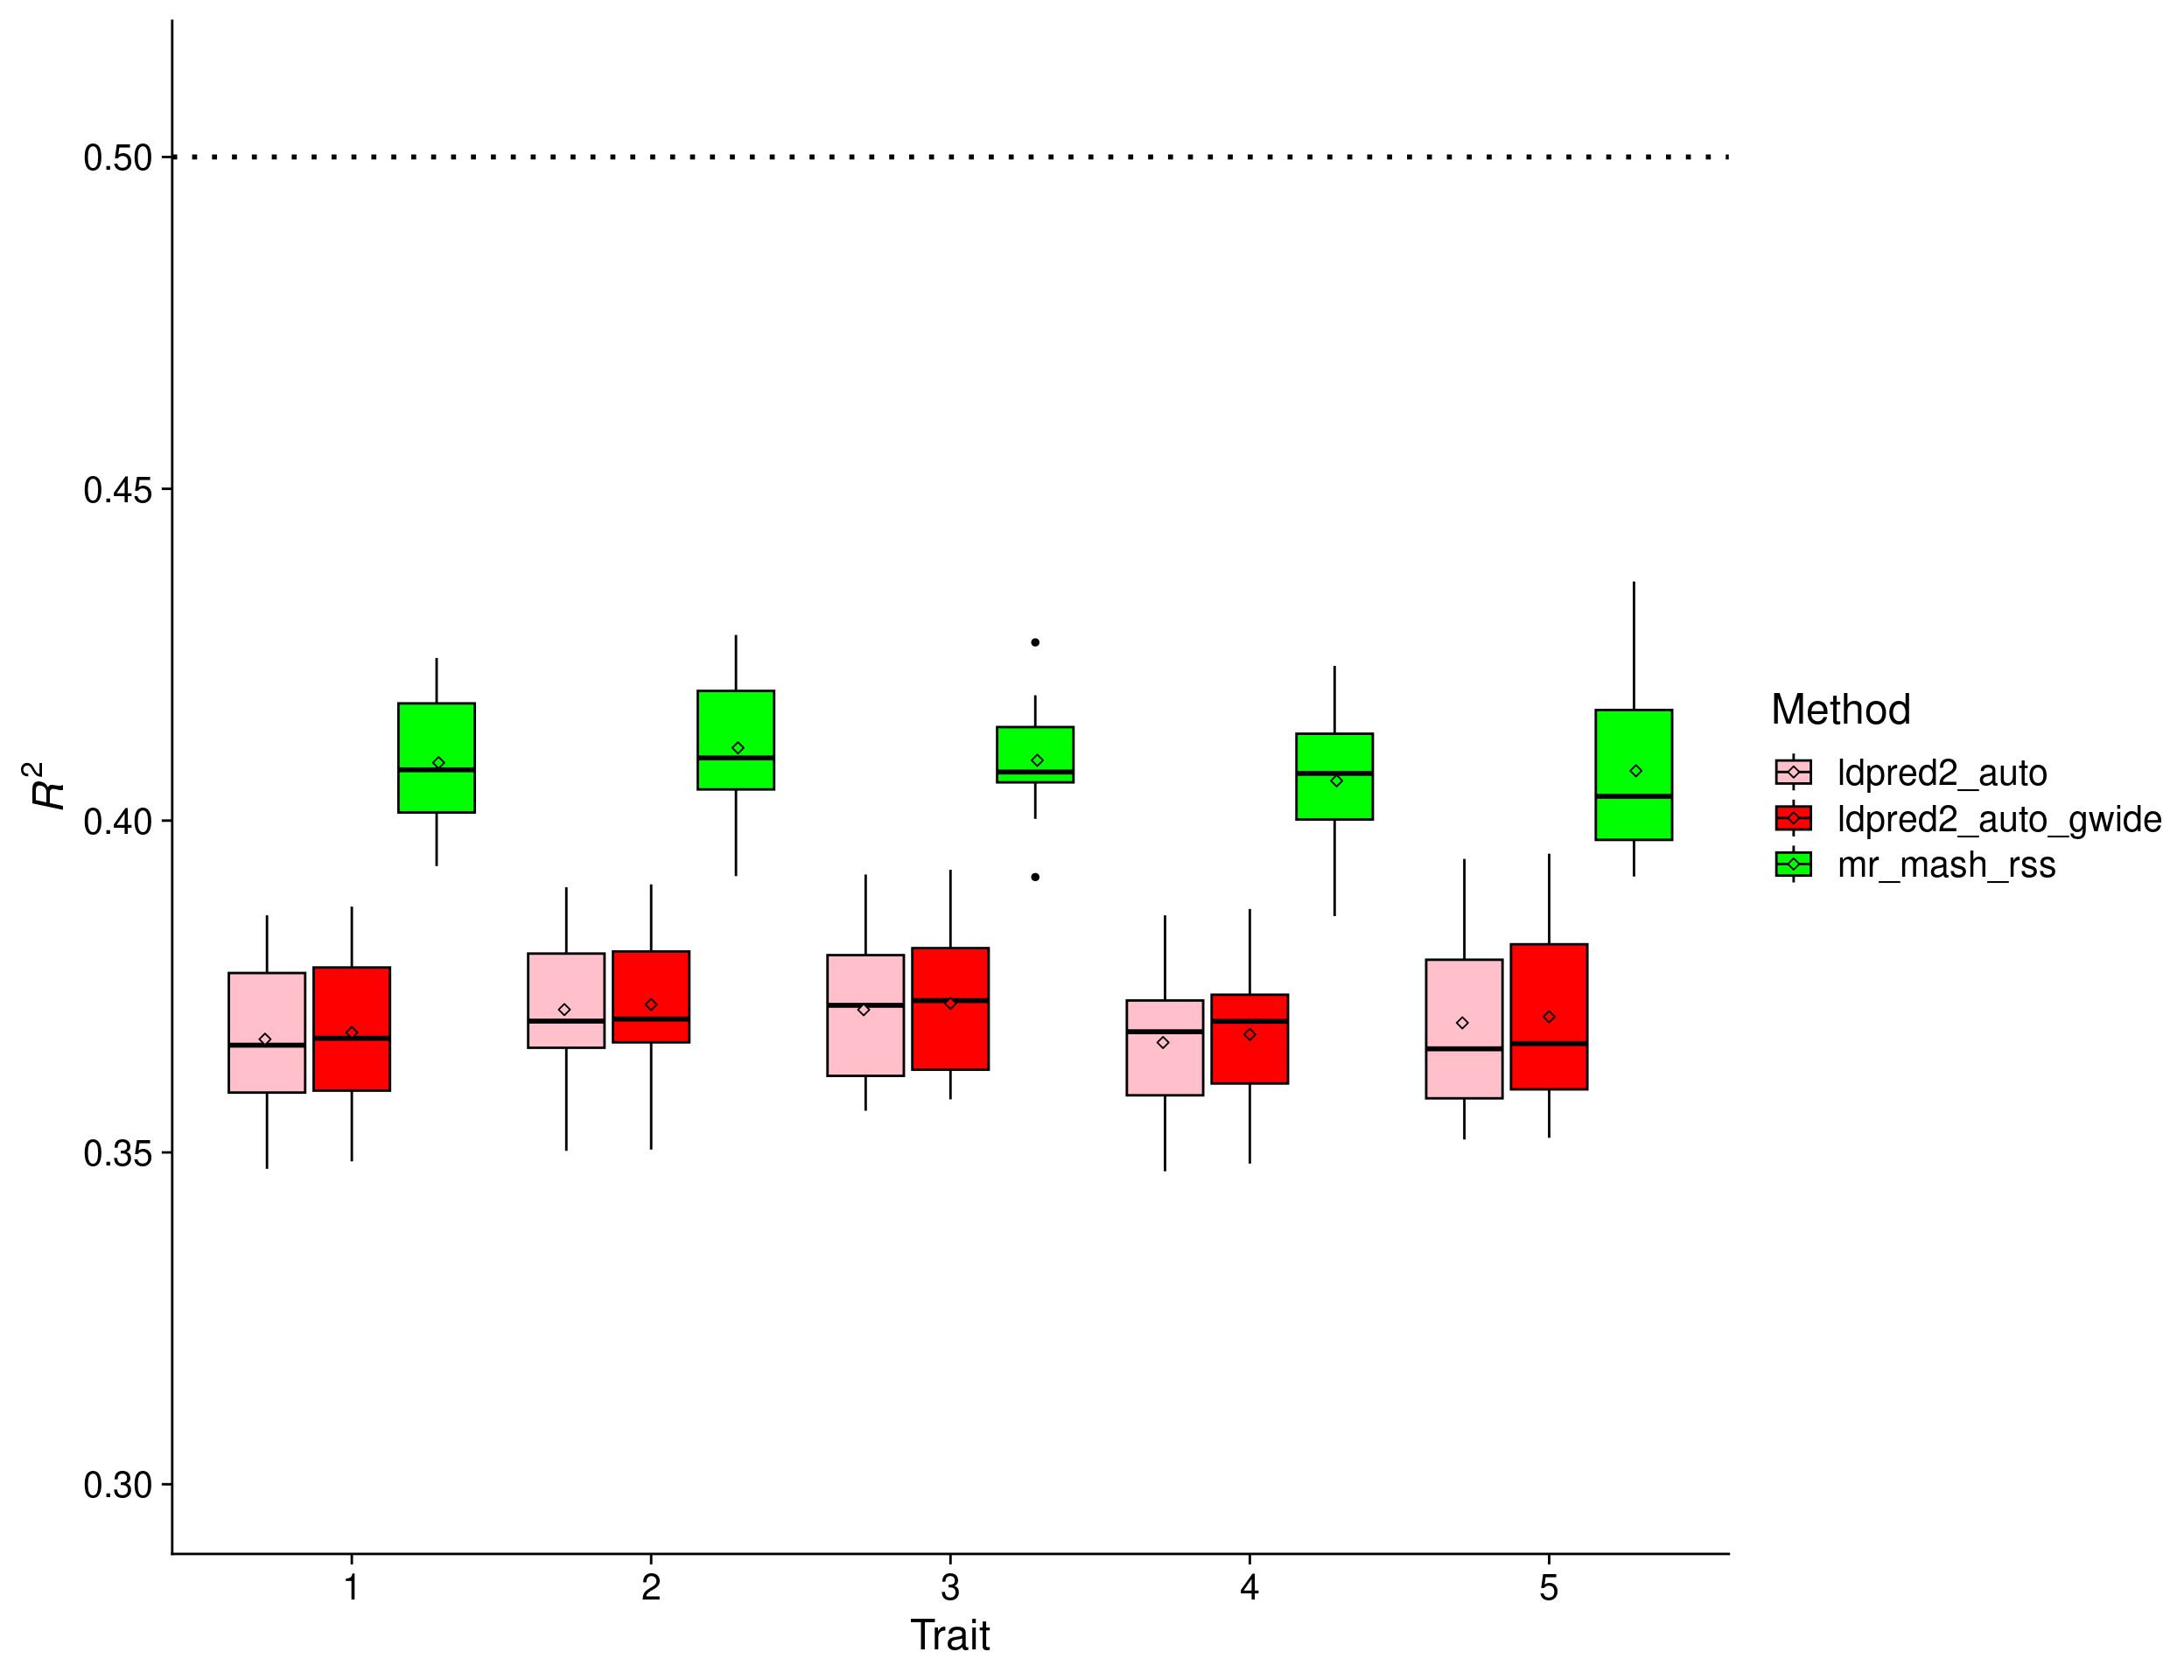 0.50
0.45
0.40
0.35
0.30
R²
1 2 3 4 5
Trait
Method
ldpred2_auto
ldpred2_auto_gwide
mr_mash_rss